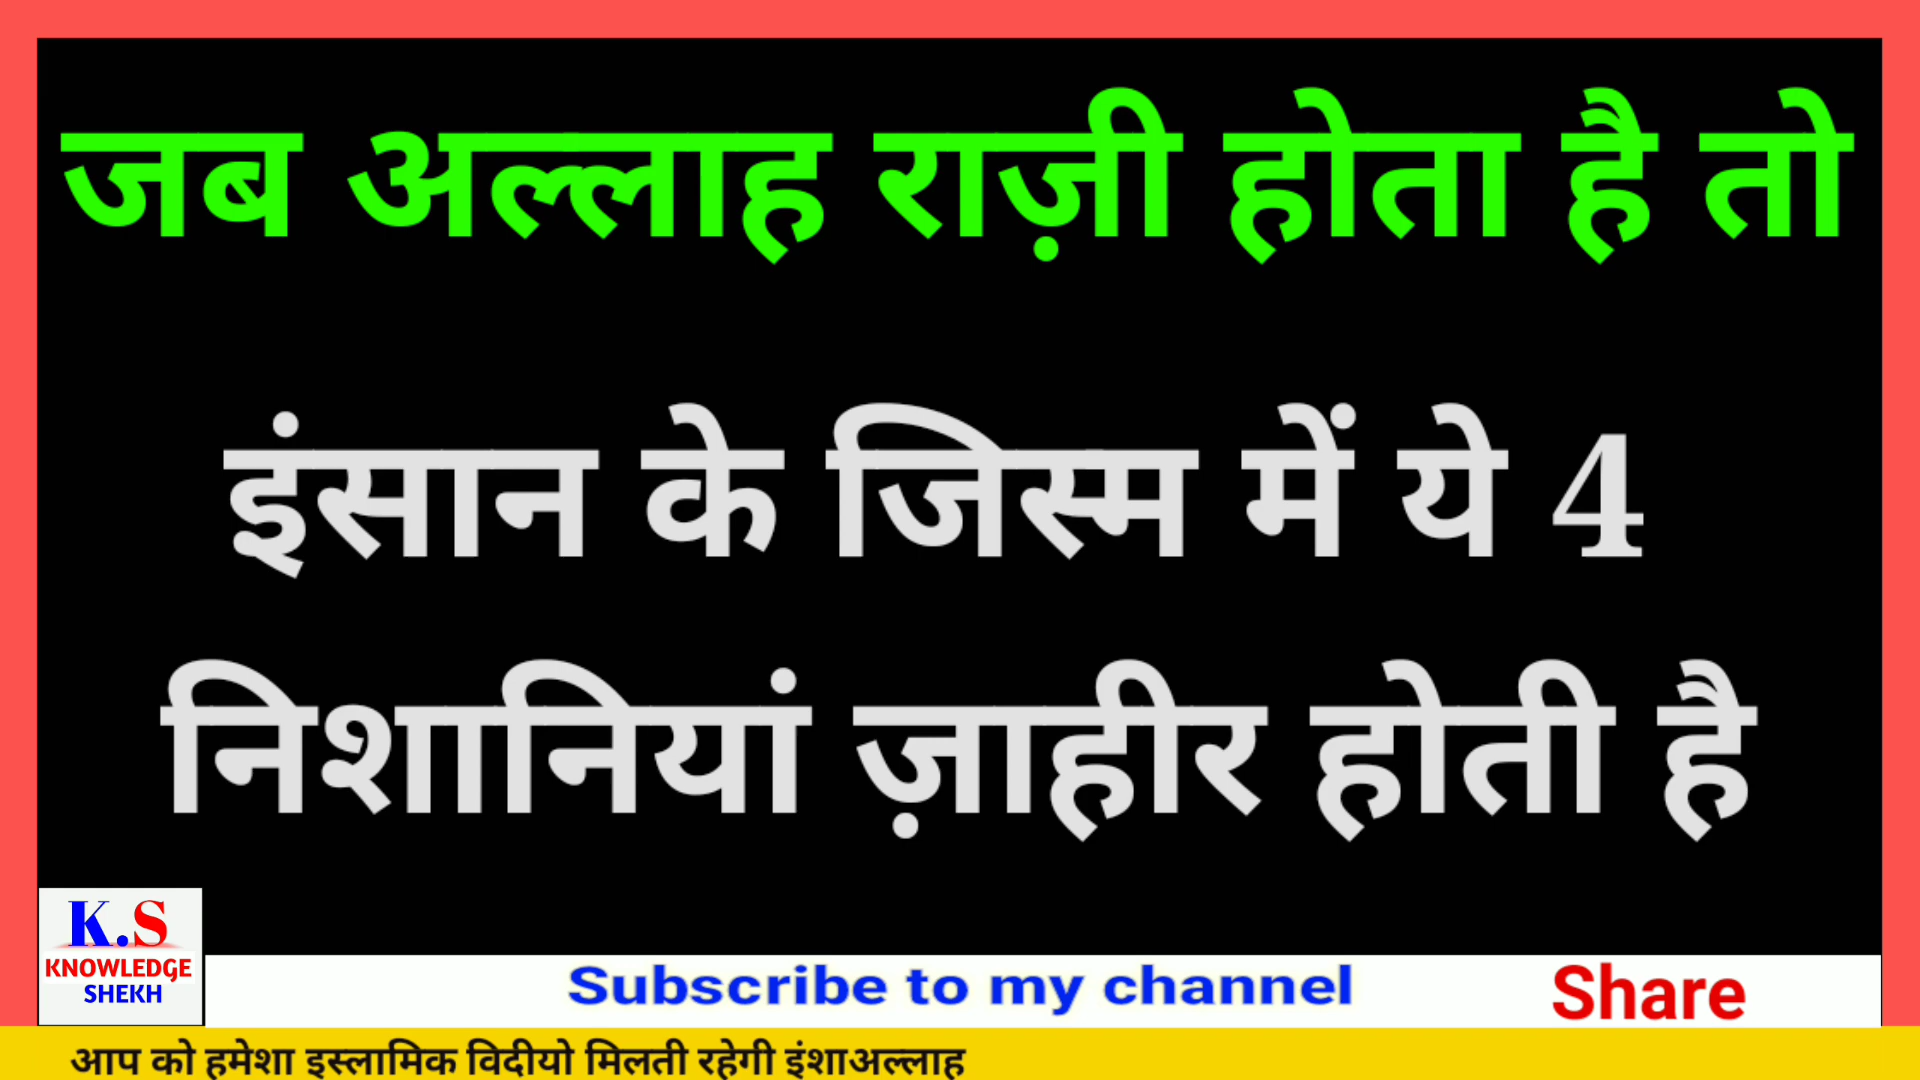 जब अल्लाह राज़ी होता है तो
इंसान के जिस्म में ये 4
निशानियां ज़ाहीर होती है
K.S
KNOWLEDGE
SHEKH
Subscribe to my channel
Share
आप को हमेशा इस्लामिक विदीयो मिलती रहेगी इंशाअल्लाह